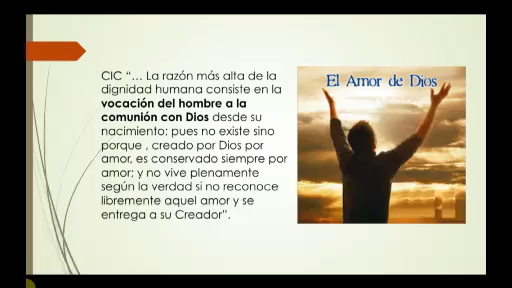 CIC “… La razón más alta de la
dignidad humana consiste en la
vocación del hombre a la
comunión con Dios desde su
nacimiento; pues no existe sino
porque , creado por Dios por
amor, es conservado siempre por
amor; y no vive plenamente
según la verdad si no reconoce
libremente aquel amor y se
entrega a su Creador”.
El Amor de Dios